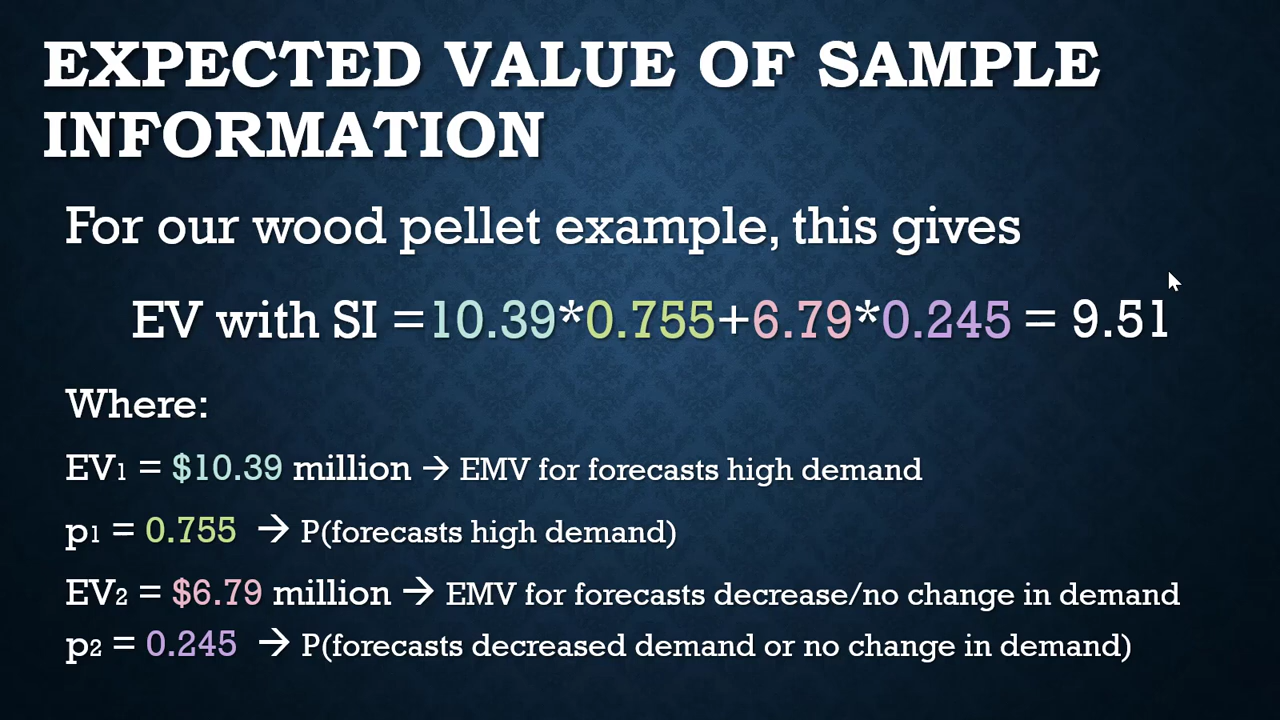 EXPECTED VALUE OF SAMPLE
INFORMATION
For our wood pellet example, this gives
EV with SI =10.39*0.755+6.79*0.245 = 9.51
Where:
EV₁ = $10.39 million → EMV for forecasts high demand
p₁ = 0.755 → P(forecasts high demand)
EV₂ = $6.79 million → EMV for forecasts decrease/no change in demand
p₂ = 0.245 → P(forecasts decreased demand or no change in demand)